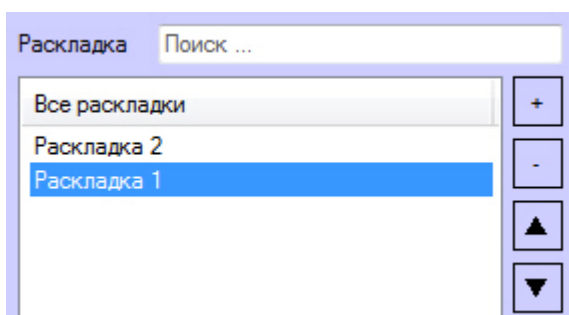 Раскладка Поиск ...
Все раскладки +
Раскладка 2
-
Раскладка 1
▲
▼